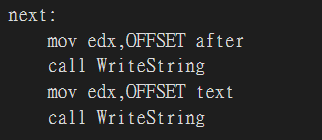 next:
    mov edx,OFFSET after
    call WriteString
    mov edx,OFFSET text
    call WriteString